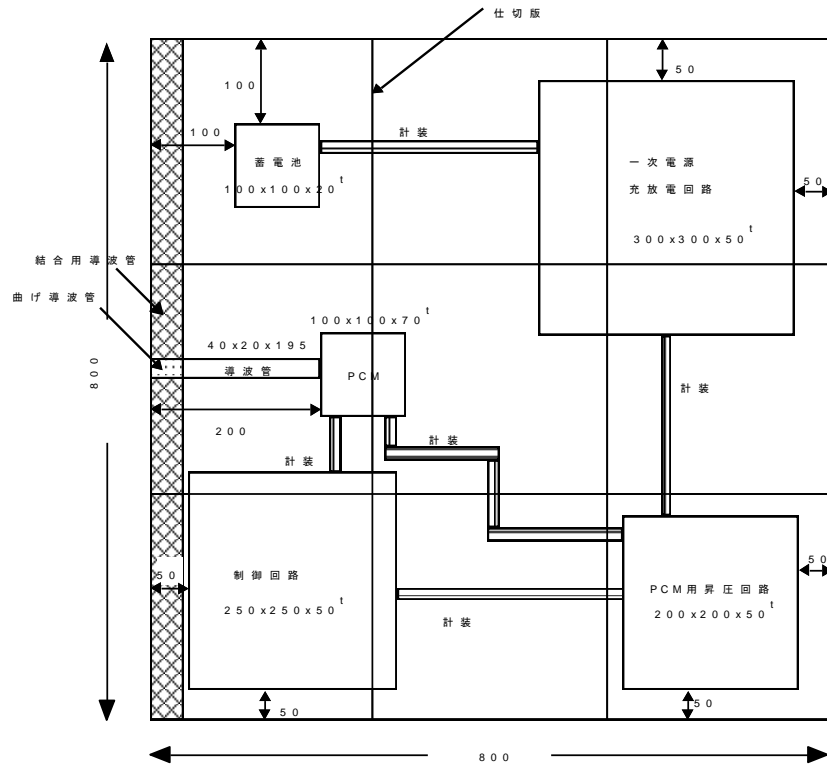 仕切版
50
100
計装
100
蓄電池
100x100x20t
一次電源
充放電回路
300x300x50t
50
結合用導波管
曲げ導波管
100x100x70t
40x20x195
導波管
PCM
800
計装
200
計装
計装
50
制御回路
250x250x50t
50
PCM用昇圧回路
200x200x50t
計装
50
50
800